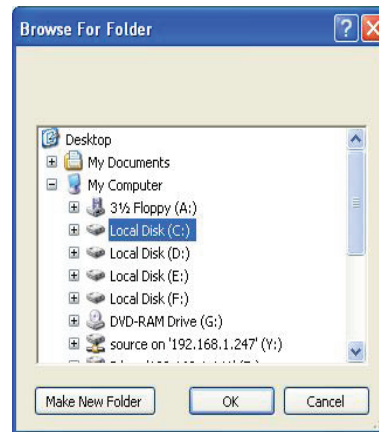 Browse For Folder
Desktop
My Documents
My Computer
3½ Floppy (A:)
Local Disk (C:)
Local Disk (D:)
Local Disk (E:)
Local Disk (F:)
DVD-RAM Drive (G:)
source on '192.168.1.247' (Y:)
Make New Folder
OK
Cancel